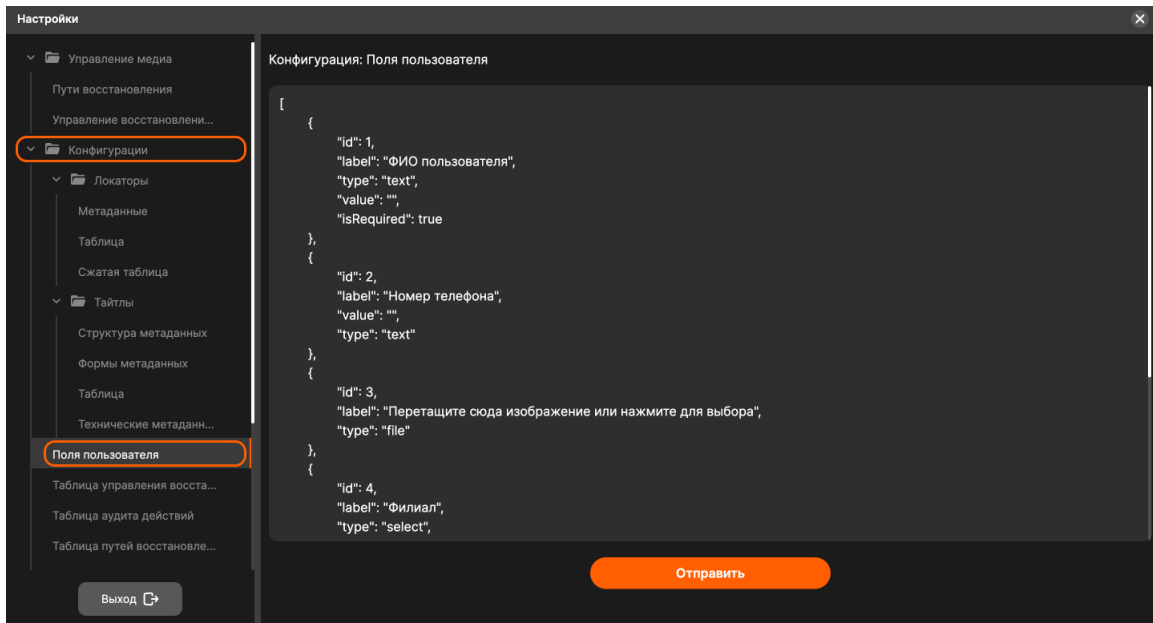 Настройки
Управление медиа
Пути восстановления
Управление восстановлени...
Конфигурации
Локаторы
Метаданные
Таблица
Сжатая таблица
Тайтлы
Структура метаданных
Формы метаданных
Таблица
Технические метаданн...
Поля пользователя
Таблица управления восста...
Таблица аудита действий
Таблица путей восстановле...
Выход
Конфигурация: Поля пользователя
[
{
"id": 1,
"label": "ФИО пользователя",
"type": "text",
"value": "",
"isRequired": true
},
{
"id": 2,
"label": "Номер телефона",
"value": "",
"type": "text"
},
{
"id": 3,
"label": "Перетащите сюда изображение или нажмите для выбора",
"type": "file"
},
{
"id": 4,
"label": "Филиал",
"type": "select",
Отправить